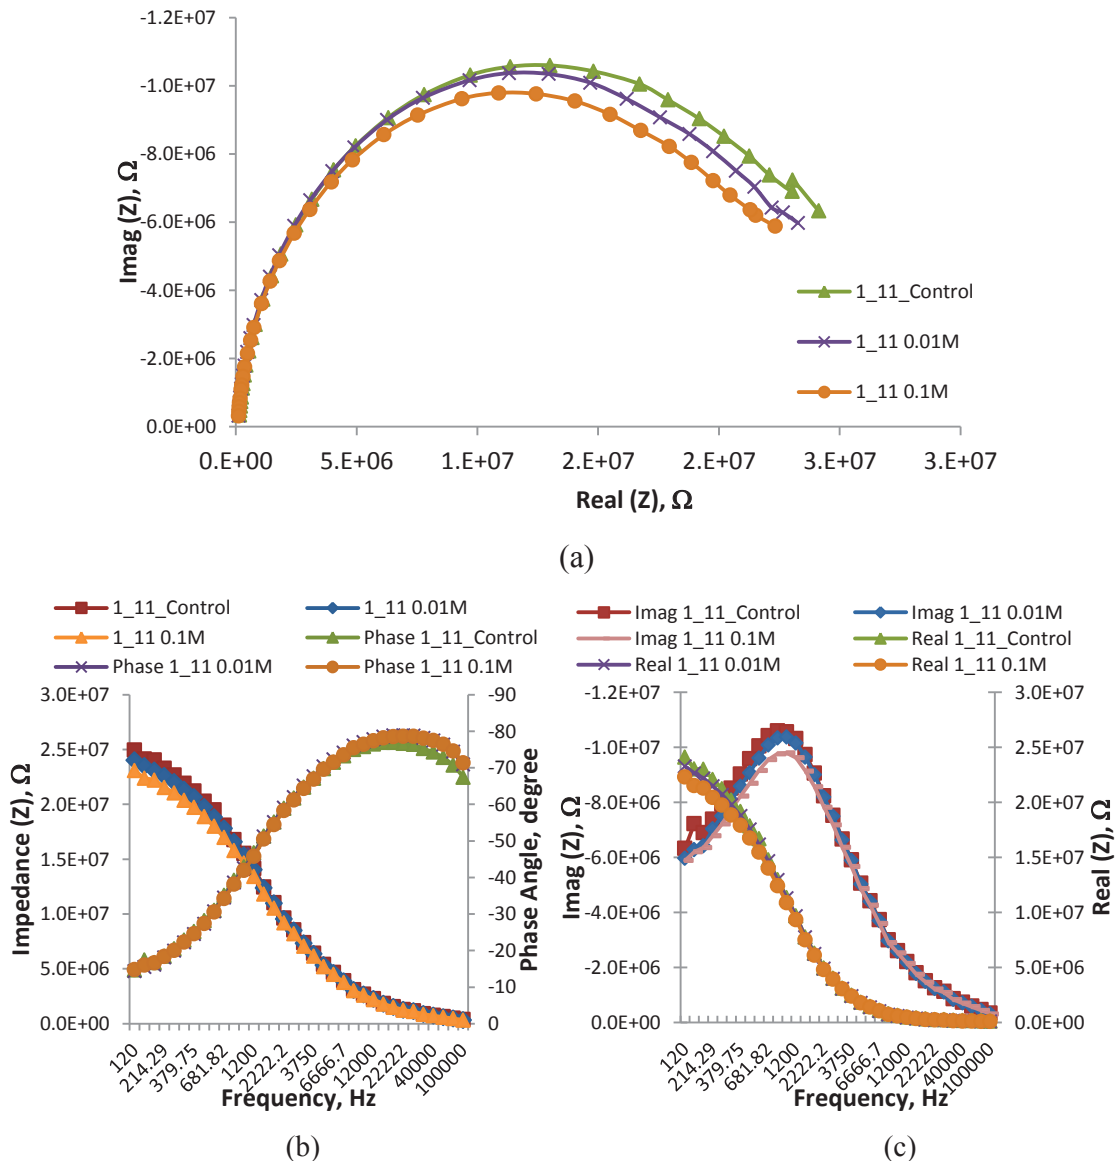 -1.2E+07
-1.0E+07
-8.0E+06
-6.0E+06
-4.0E+06
-2.0E+06
0.0E+00
Imag (Z), Ω
0.E+00 5.E+06 1.E+07 2.E+07 2.E+07 3.E+07 3.E+07
Real (Z), Ω
1_11_Control
1_11 0.01M
1_11 0.1M
(a)
1_11_Control 1_11 0.01M
1_11 0.1M Phase 1_11_Control
Phase 1_11 0.01M Phase 1_11 0.1M
3.0E+07
2.5E+07
2.0E+07
1.5E+07
1.0E+07
5.0E+06
0.0E+00
Impedance (Z), Ω
-90
-80
-70
-60
-50
-40
-30
-20
-10
0
Phase Angle, degree
120 214.29 379.75 681.82 1200 2222.2 3750 6666.7 12000 22222 40000 100000
Frequency, Hz
(b)
Imag 1_11_Control Imag 1_11 0.01M
Imag 1_11 0.1M Real 1_11_Control
Real 1_11 0.01M Real 1_11 0.1M
-1.2E+07
-1.0E+07
-8.0E+06
-6.0E+06
-4.0E+06
-2.0E+06
0.0E+00
Imag (Z), Ω
3.0E+07
2.5E+07
2.0E+07
1.5E+07
1.0E+07
5.0E+06
0.0E+00
Real (Z), Ω
120 214.29 379.75 681.82 1200 2222.2 3750 6666.7 12000 22222 40000 100000
Frequency, Hz
(c)